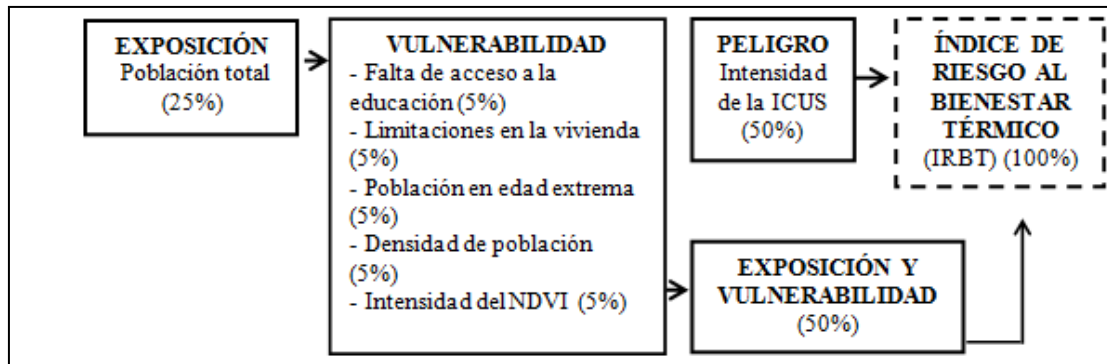 EXPOSICIÓN
Población total
(25%)
VULNERABILIDAD
- Falta de acceso a la
educación (5%)
- Limitaciones en la vivienda
(5%)
- Población en edad extrema
(5%)
- Densidad de población
(5%)
- Intensidad del NDVI (5%)
PELIGRO
Intensidad
de la ICUS
(50%)
ÍNDICE DE
RIESGO AL
BIENESTAR
TÉRMICO
(IRBT) (100%)
EXPOSICIÓN Y
VULNERABILIDAD
(50%)